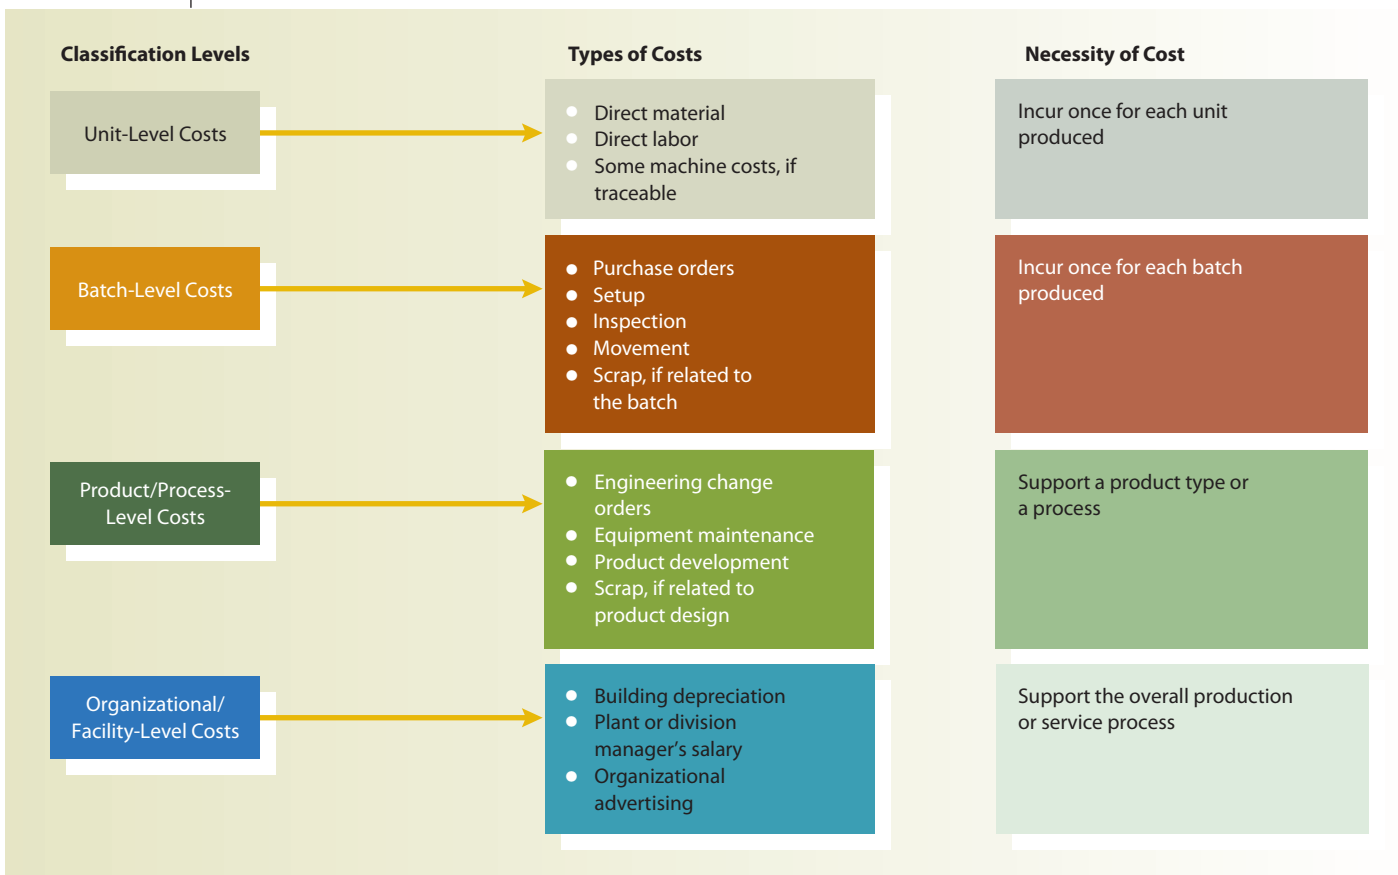 Classification Levels
Types of Costs
Necessity of Cost
Unit-Level Costs
Direct material
Direct labor
Some machine costs, if
traceable
Incur once for each unit
produced
Batch-Level Costs
Purchase orders
Setup
Inspection
Movement
Scrap, if related to
the batch
Incur once for each batch
produced
Product/Process-
Level Costs
Engineering change
orders
Equipment maintenance
Product development
Scrap, if related to
product design
Support a product type or
a process
Organizational/
Facility-Level Costs
Building depreciation
Plant or division
manager’s salary
Organizational
advertising
Support the overall production
or service process